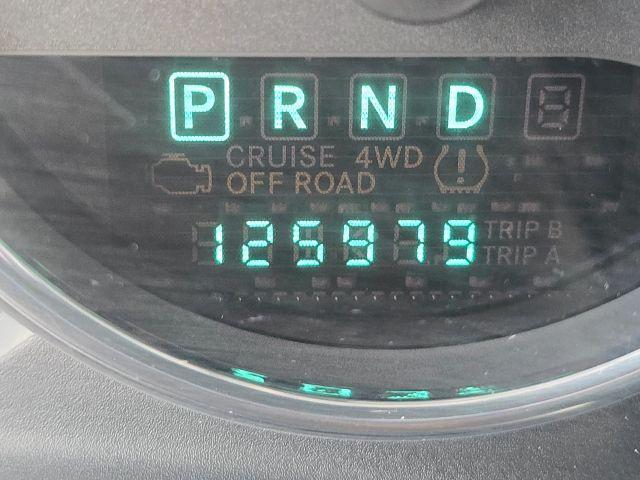 P R N D
CRUISE 4WD
OFF ROAD
125979 TRIP B
TRIP A